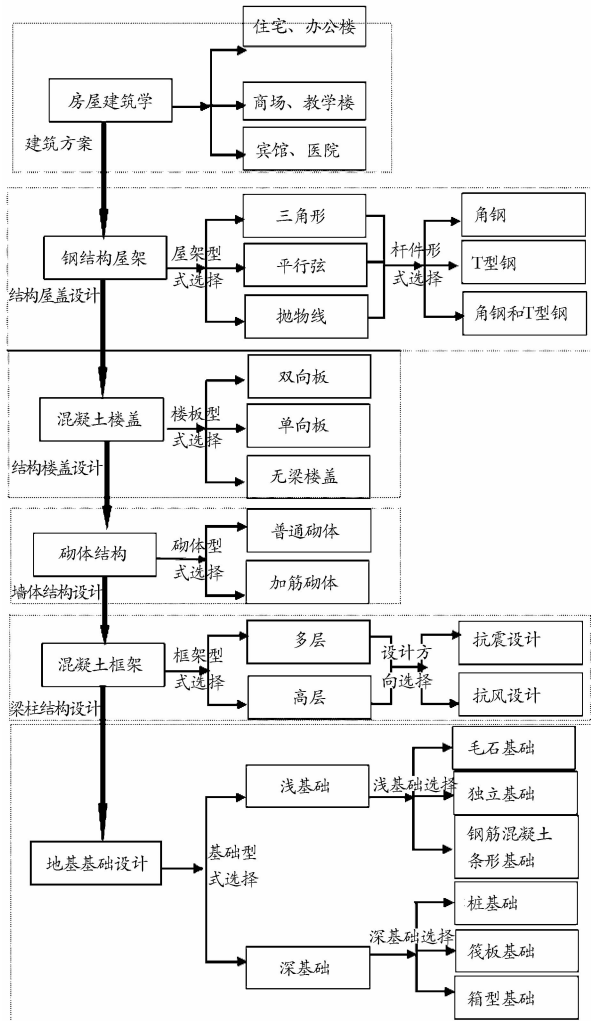 住宅、办公楼
房屋建筑学
商场、教学楼
建筑方案
宾馆、医院
三角形
角钢
钢结构屋架
屋架型
式选择
平行弦
杆件形
式选择
T型钢
结构屋盖设计
抛物线
角钢和T型钢
双向板
混凝土楼盖
楼板型
式选择
单向板
结构楼盖设计
无梁楼盖
普通砌体
砌体结构
砌体型
式选择
墙体结构设计
加筋砌体
多层
抗震设计
混凝土框架
框架型
式选择
设计方
向选择
梁柱结构设计
高层
抗风设计
毛石基础
浅基础
浅基础选择
独立基础
钢筋混凝土
条形基础
地基基础设计
基础型
式选择
桩基础
深基础
深基础选择
筏板基础
箱型基础